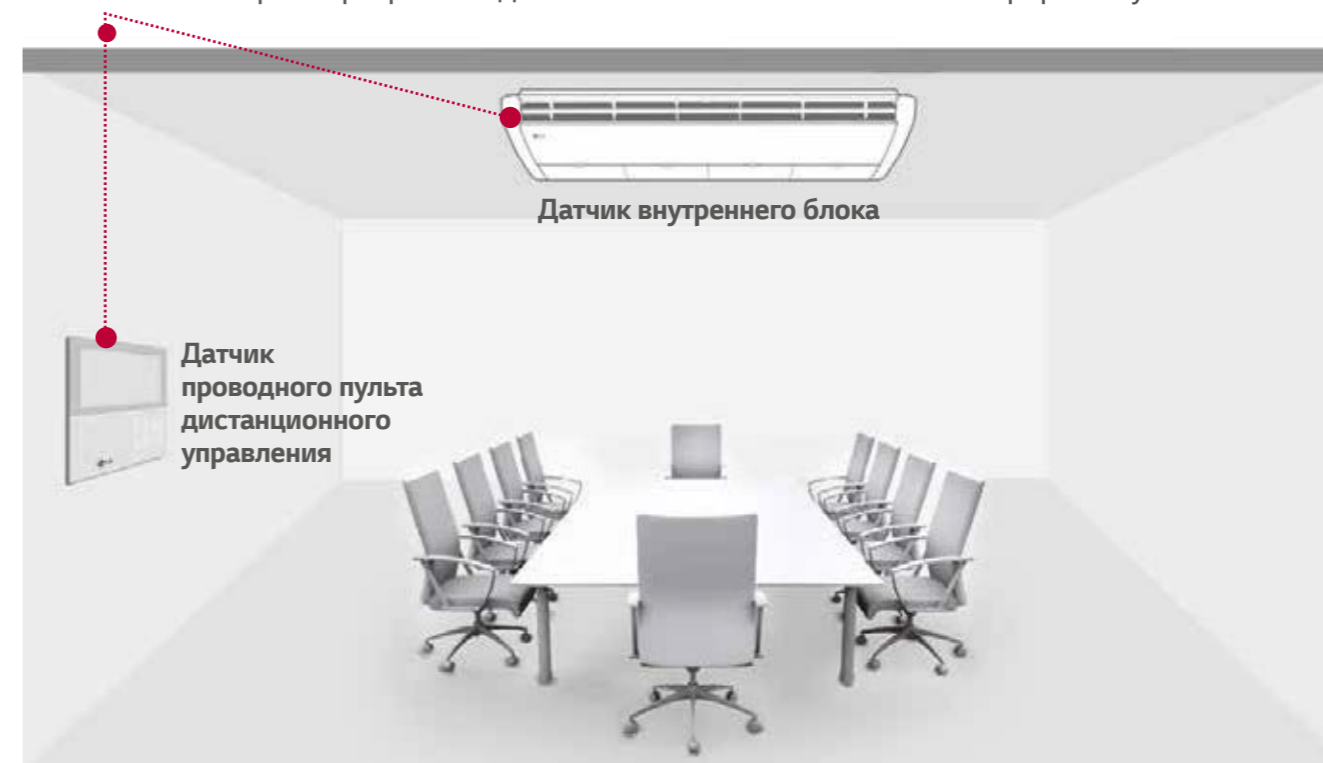 Датчик внутреннего блока
Датчик
проводного пульта
дистанционного
управления